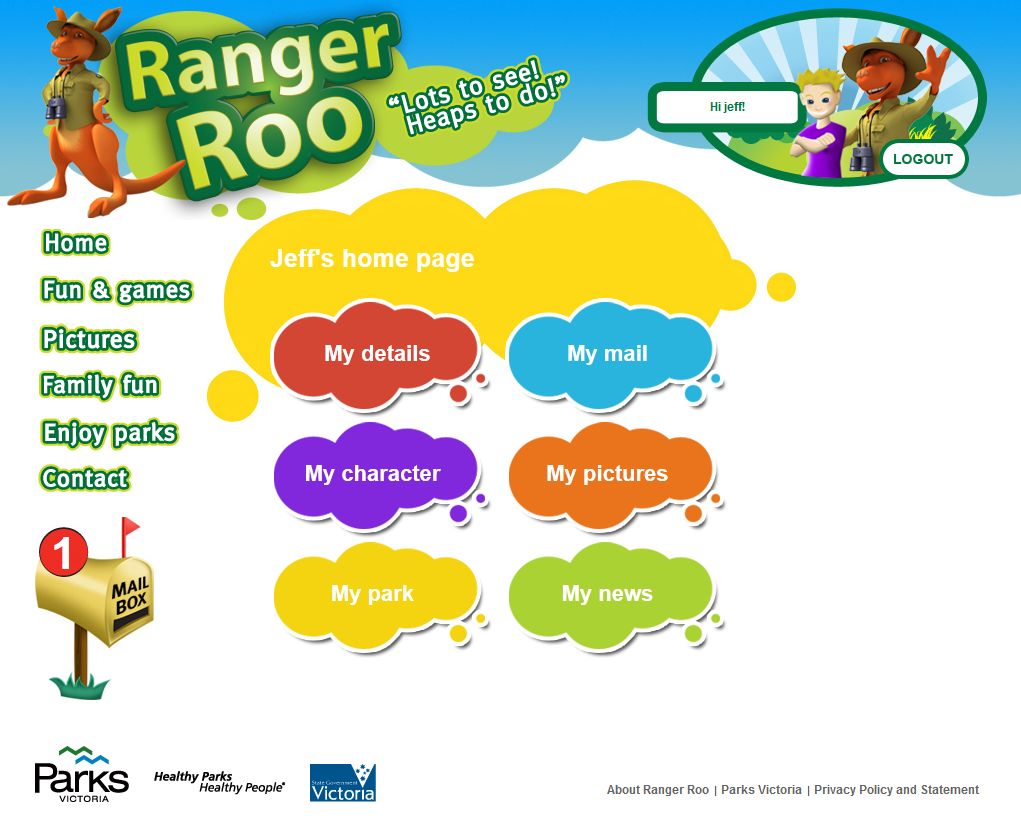 Ranger
Roo
“Lots to see!
Heaps to do!”
Hi jeff!
LOGOUT
Home
Fun & games
Pictures
Family fun
Enjoy parks
Contact
Jeff's home page
My details
My mail
My character
My pictures
My park
My news
1
MAIL
BOX
Parks
VICTORIA
Healthy Parks
Healthy People®
State Government
Victoria
About Ranger Roo | Parks Victoria | Privacy Policy and Statement